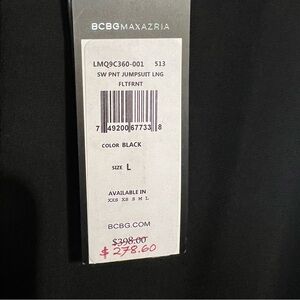 BCBGMAXAZRIA
LMQ9C360-001 513
SW PNT JUMPSUIT LNG
FLTFRNT
7 49200 67733 8
COLOR BLACK
SIZE L
AVAILABLE IN
XXS XS S M L
BCBG.COM
$398.00
$278.60